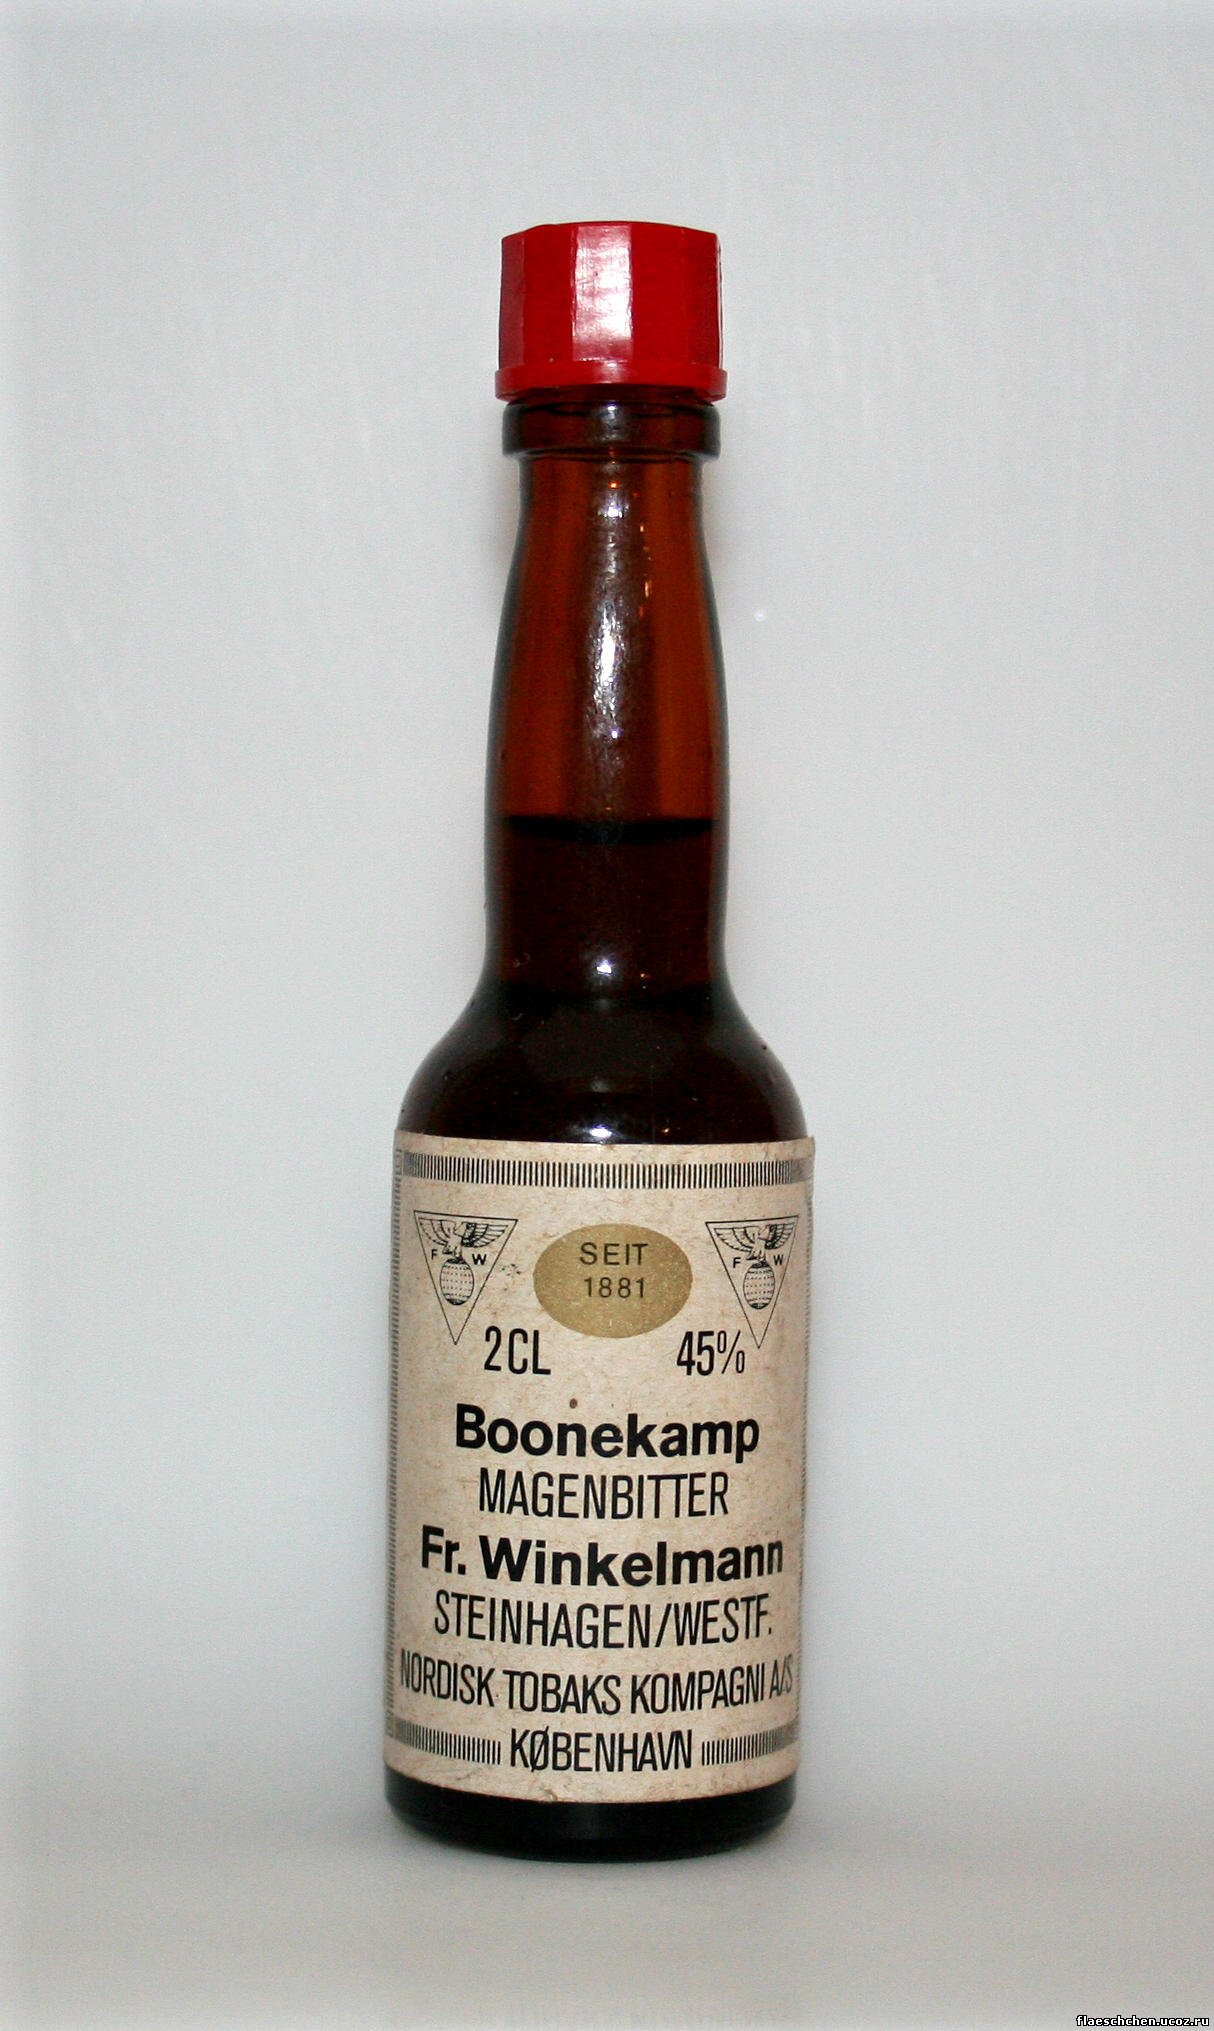 F W
SEIT
1881
F W
2CL 45%
Boonekamp
MAGENBITTER
Fr. Winkelmann
STEINHAGEN/WESTF.
NORDISK TOBAKS KOMPAGNI A/S
KØBENHAVN
flaeschchen.ucoz.ru